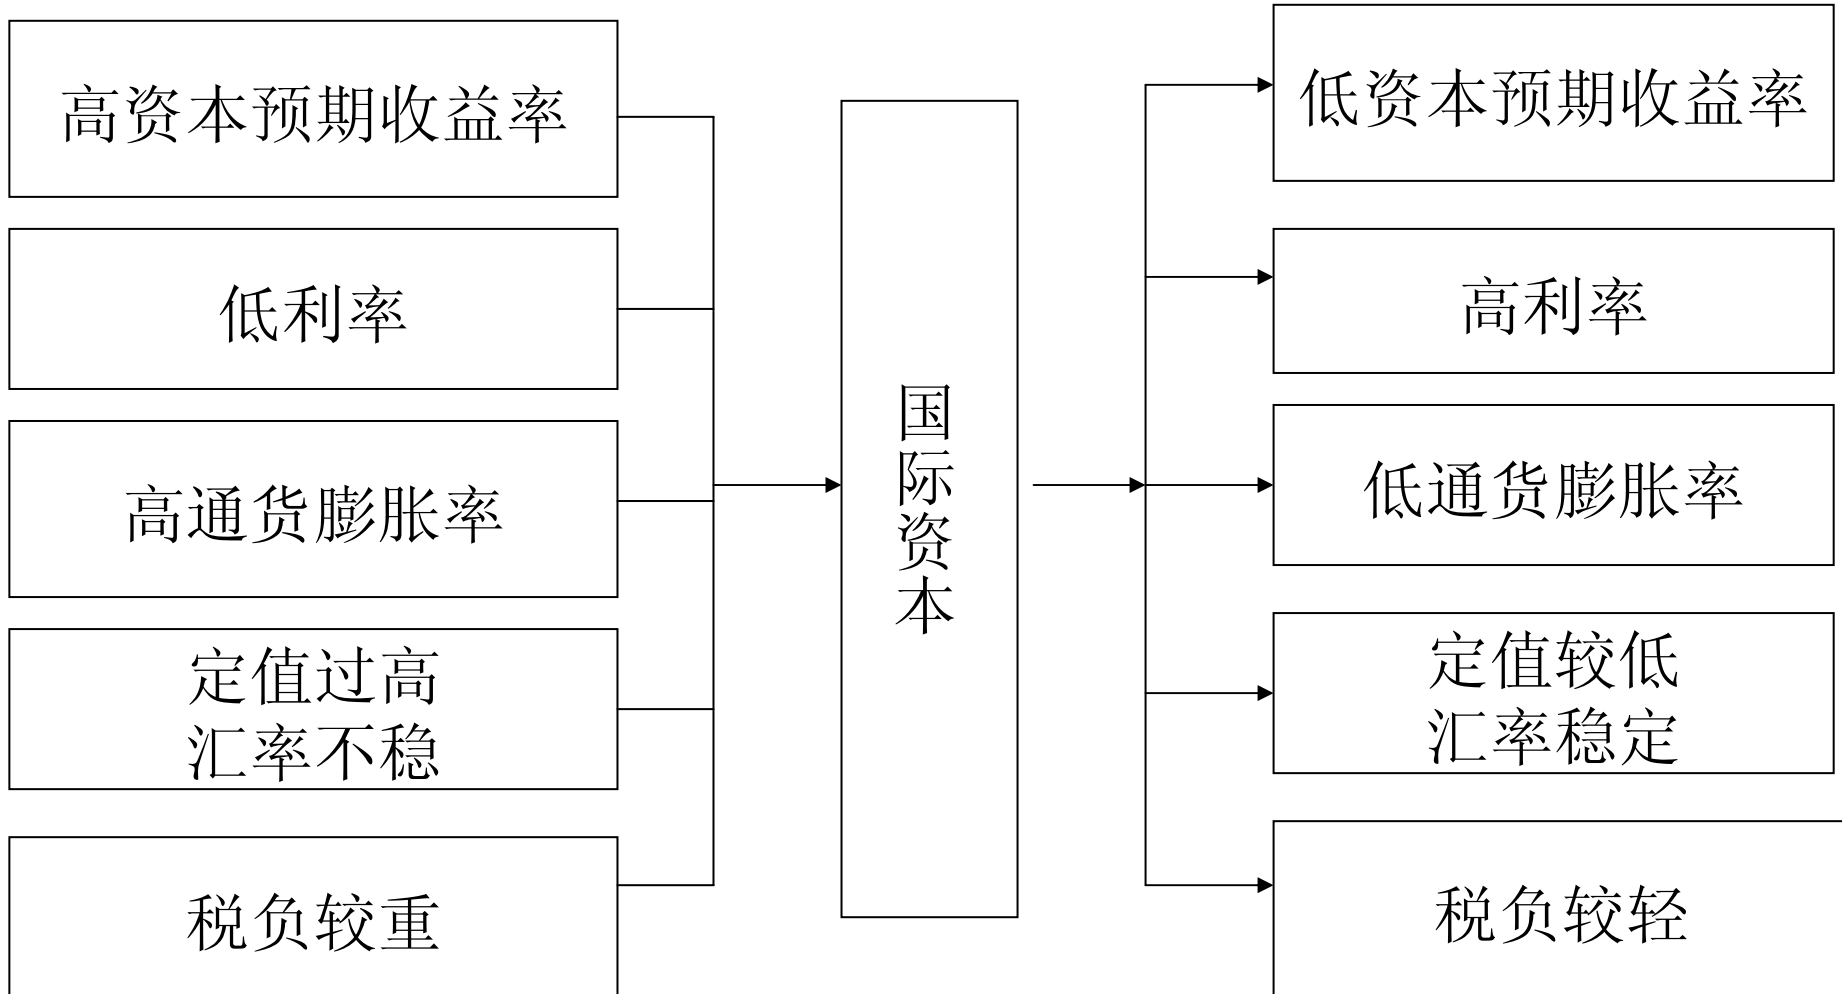 高资本预期收益率
低利率
高通货膨胀率
定值过高
汇率不稳
税负较重
国际资本
低资本预期收益率
高利率
低通货膨胀率
定值较低
汇率稳定
税负较轻